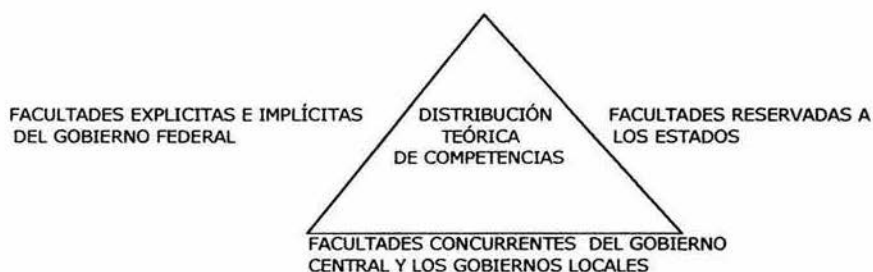 FACULTADES EXPLICITAS E IMPLÍCITAS
DEL GOBIERNO FEDERAL
DISTRIBUCIÓN
TEÓRICA
DE COMPETENCIAS
FACULTADES RESERVADAS A
LOS ESTADOS
FACULTADES CONCURRENTES DEL GOBIERNO
CENTRAL Y LOS GOBIERNOS LOCALES